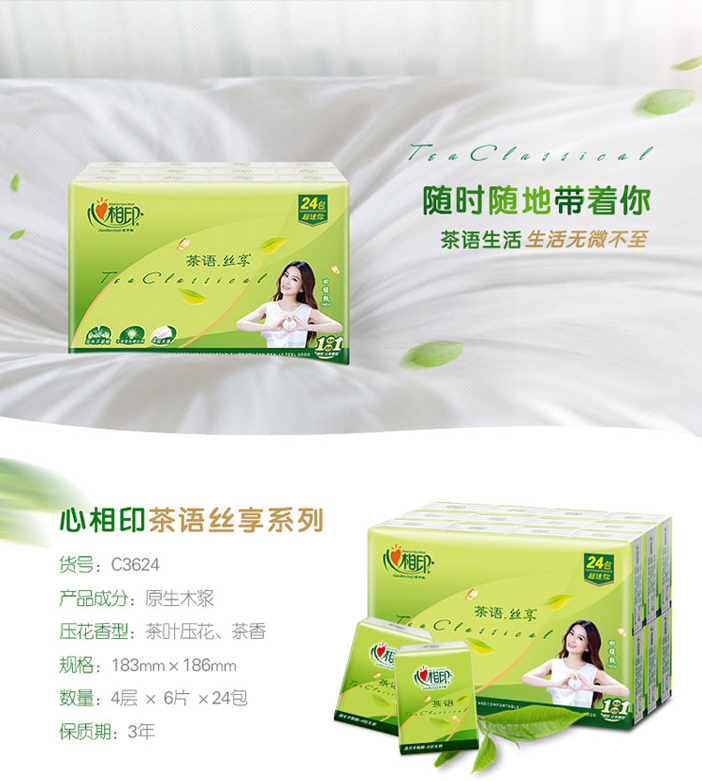 Tea Classical
随时随地带着你
茶语生活 生活无微不至
心相印
24包
超迷你
茶语.丝享
Tea Classical
心相印茶语丝享系列
货号：C3624
产品成分：原生木浆
压花香型：茶叶压花、茶香
规格：183mm×186mm
数量：4层 × 6片 ×24包
保质期：3年
心相印
24包
超迷你
茶语.丝享
Tea Classical
心相印
茶语
心相印
茶语